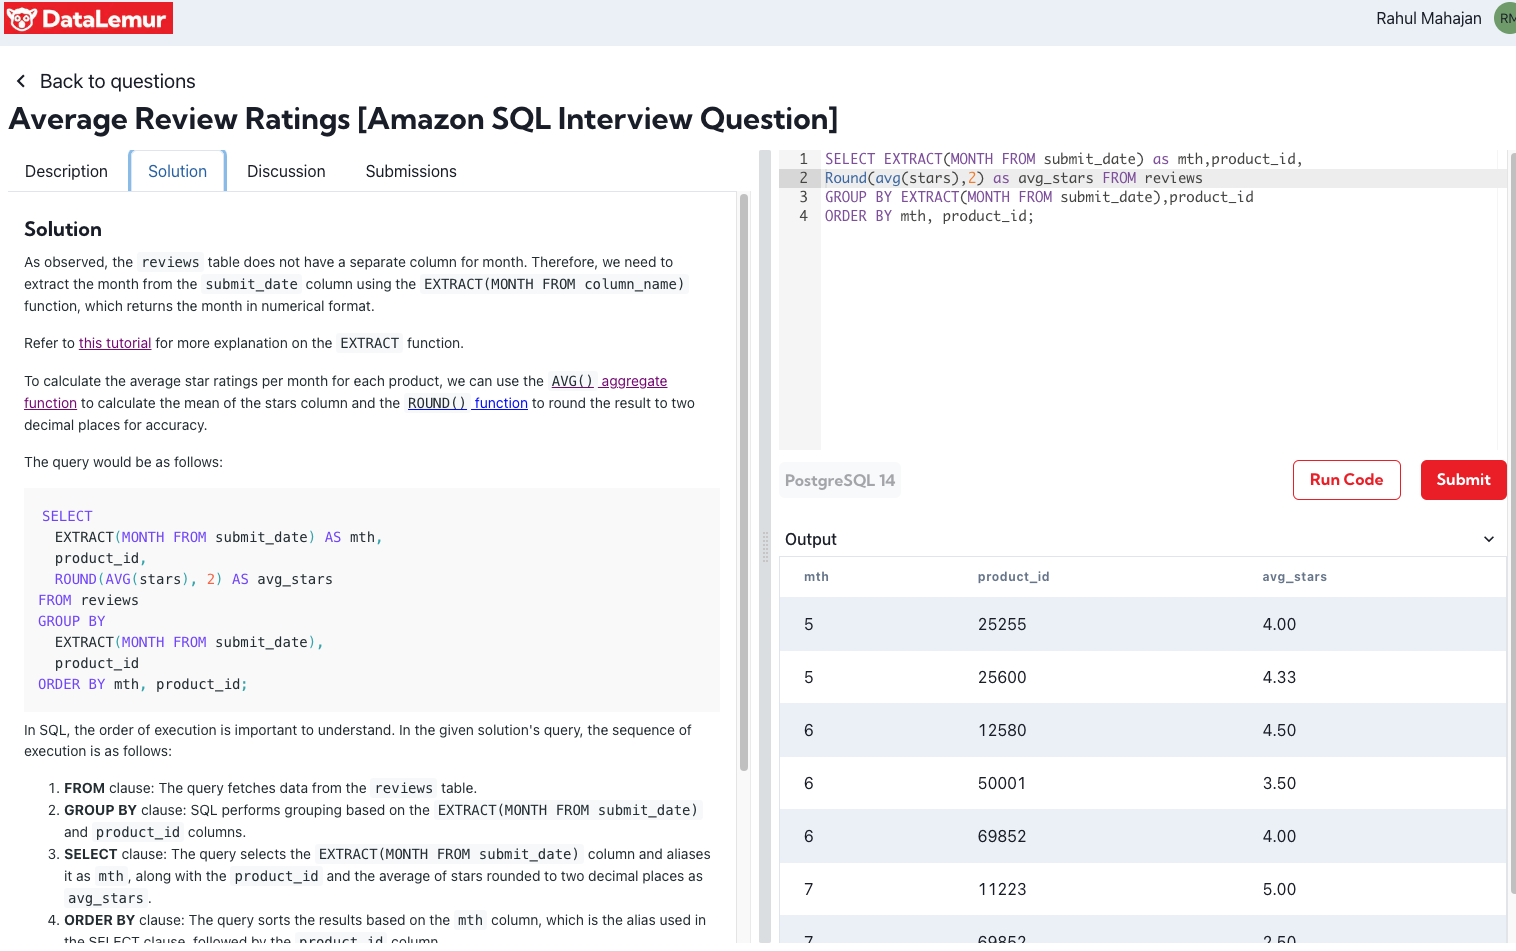 DataLemur
Rahul Mahajan
RM
Back to questions
Average Review Ratings [Amazon SQL Interview Question]
Description
Solution
Discussion
Submissions
Solution
As observed, the reviews table does not have a separate column for month. Therefore, we need to
extract the month from the submit_date column using the EXTRACT(MONTH FROM column_name)
function, which returns the month in numerical format.
Refer to this tutorial for more explanation on the EXTRACT function.
To calculate the average star ratings per month for each product, we can use the AVG() aggregate
function to calculate the mean of the stars column and the ROUND() function to round the result to two
decimal places for accuracy.
The query would be as follows:
SELECT
EXTRACT(MONTH FROM submit_date) AS mth,
product_id,
ROUND(AVG(stars), 2) AS avg_stars
FROM reviews
GROUP BY
EXTRACT(MONTH FROM submit_date),
product_id
ORDER BY mth, product_id;
In SQL, the order of execution is important to understand. In the given solution's query, the sequence of
execution is as follows:
1. FROM clause: The query fetches data from the reviews table.
2. GROUP BY clause: SQL performs grouping based on the EXTRACT(MONTH FROM submit_date)
and product_id columns.
3. SELECT clause: The query selects the EXTRACT(MONTH FROM submit_date) column and aliases
it as mth, along with the product_id and the average of stars rounded to two decimal places as
avg_stars.
4. ORDER BY clause: The query sorts the results based on the mth column, which is the alias used in
the SELECT clause, followed by the product_id column.
1 SELECT EXTRACT(MONTH FROM submit_date) as mth,product_id,
2 Round(avg(stars),2) as avg_stars FROM reviews
3 GROUP BY EXTRACT(MONTH FROM submit_date),product_id
4 ORDER BY mth, product_id;
PostgreSQL 14
Run Code
Submit
Output
mth product_id avg_stars
5 25255 4.00
5 25600 4.33
6 12580 4.50
6 50001 3.50
6 69852 4.00
7 11223 5.00
7 69852 2.50